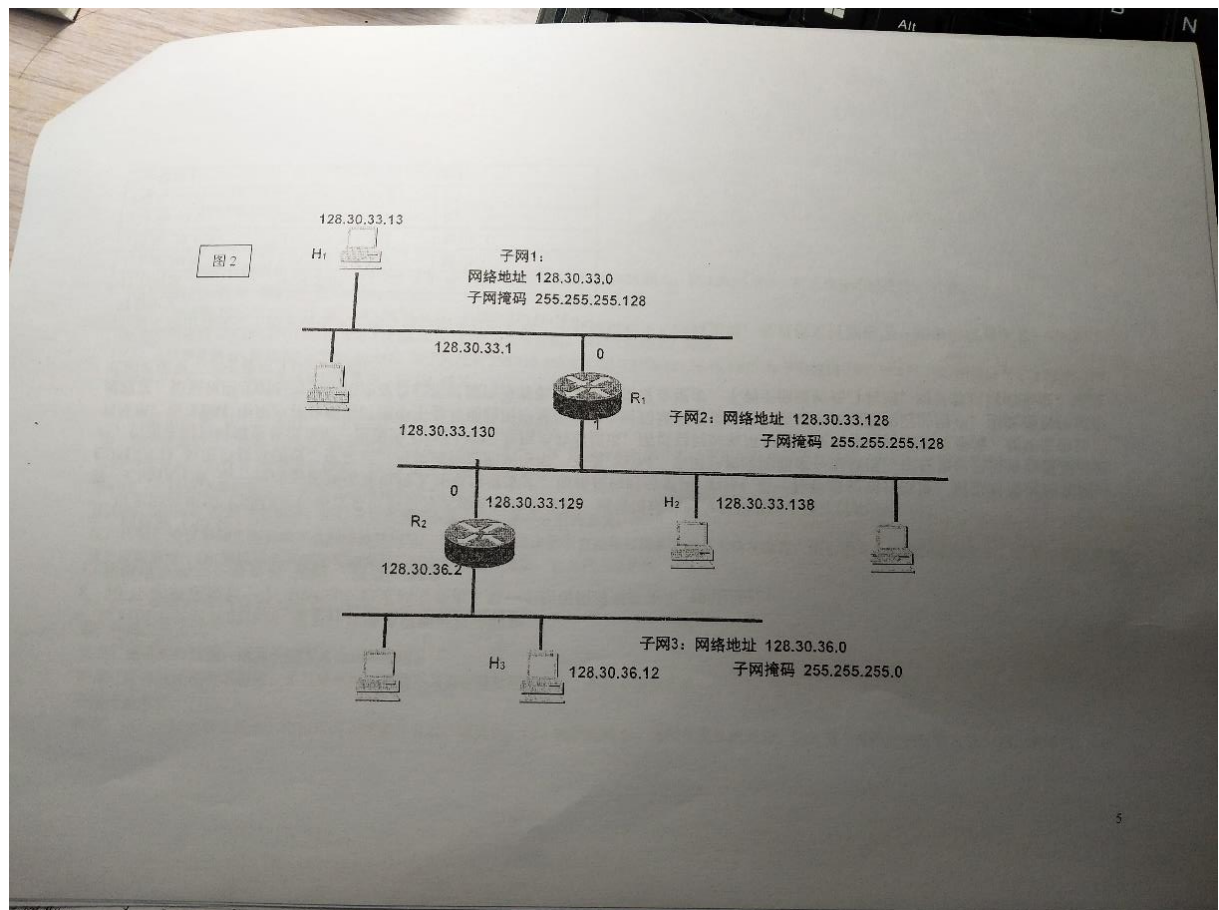 Alt
N
128.30.33.13
图 2
H₁
子网1：
网络地址 128.30.33.0
子网掩码 255.255.255.128
128.30.33.1
0
R₁
1
子网2：网络地址 128.30.33.128
子网掩码 255.255.255.128
128.30.33.130
0
128.30.33.129
R₂
H₂
128.30.33.138
128.30.36.2
子网3：网络地址 128.30.36.0
子网掩码 255.255.255.0
H₃
128.30.36.12
5